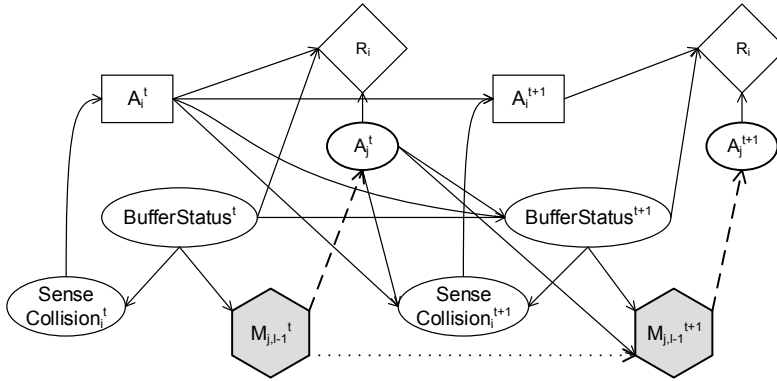 R_i
R_i
A_i^t
A_i^{t+1}
A_j^t
A_j^{t+1}
BufferStatus^t
BufferStatus^{t+1}
Sense
Collision_i^t
Sense
Collision_i^{t+1}
M_{j,l-1}^t
M_{j,l-1}^{t+1}